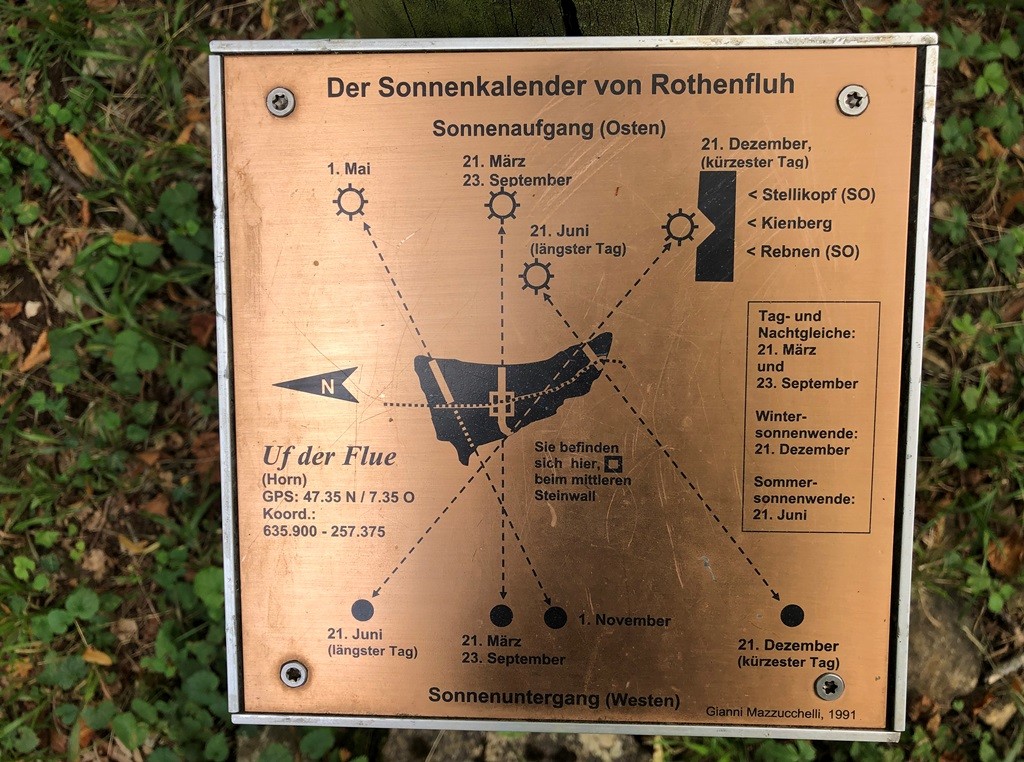 Der Sonnenkalender von Rothenfluh
Sonnenaufgang (Osten)
1. Mai
21. März
23. September
21. Juni
(längster Tag)
21. Dezember,
(kürzester Tag)
< Stellikopf (SO)
< Kienberg
< Rebnen (SO)
Tag- und
Nachtgleiche:
21. März
und
23. September
Winter-
sonnenwende:
21. Dezember
Sommer-
sonnenwende:
21. Juni
N
Uf der Flue
(Horn)
GPS: 47.35 N / 7.35 O
Koord.:
635.900 - 257.375
Sie befinden
sich hier,
beim mittleren
Steinwall
21. Juni
(längster Tag)
21. März
23. September
1. November
21. Dezember
(kürzester Tag)
Sonnenuntergang (Westen)
Gianni Mazzucchelli, 1991